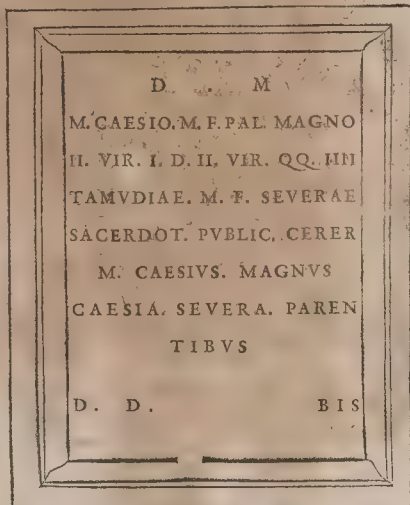 D . M
M. CAESIO. M. F. PAL. MAGNO
II. VIR. I. D. II. VIR. QQ.
TAMVDIAE. M. F. SEVERAE
SACERDOT. PVBLIC. CERER
M. CAESIVS. MAGNVS
CAESIA. SEVERA. PAREN
TIBVS
D. D. BIS